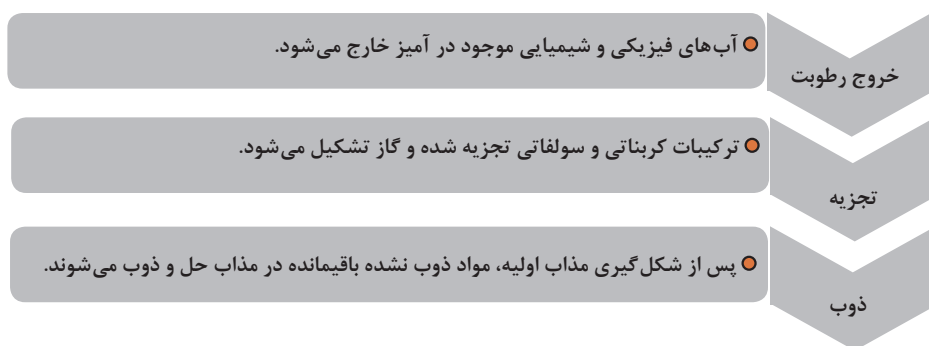 خروج رطوبت
آب‌های فیزیکی و شیمیایی موجود در آمیز خارج می‌شود.
تجزیه
ترکیبات کربناتی و سولفاتی تجزیه شده و گاز تشکیل می‌شود.
ذوب
پس از شکل‌گیری مذاب اولیه، مواد ذوب نشده باقیمانده در مذاب حل و ذوب می‌شوند.